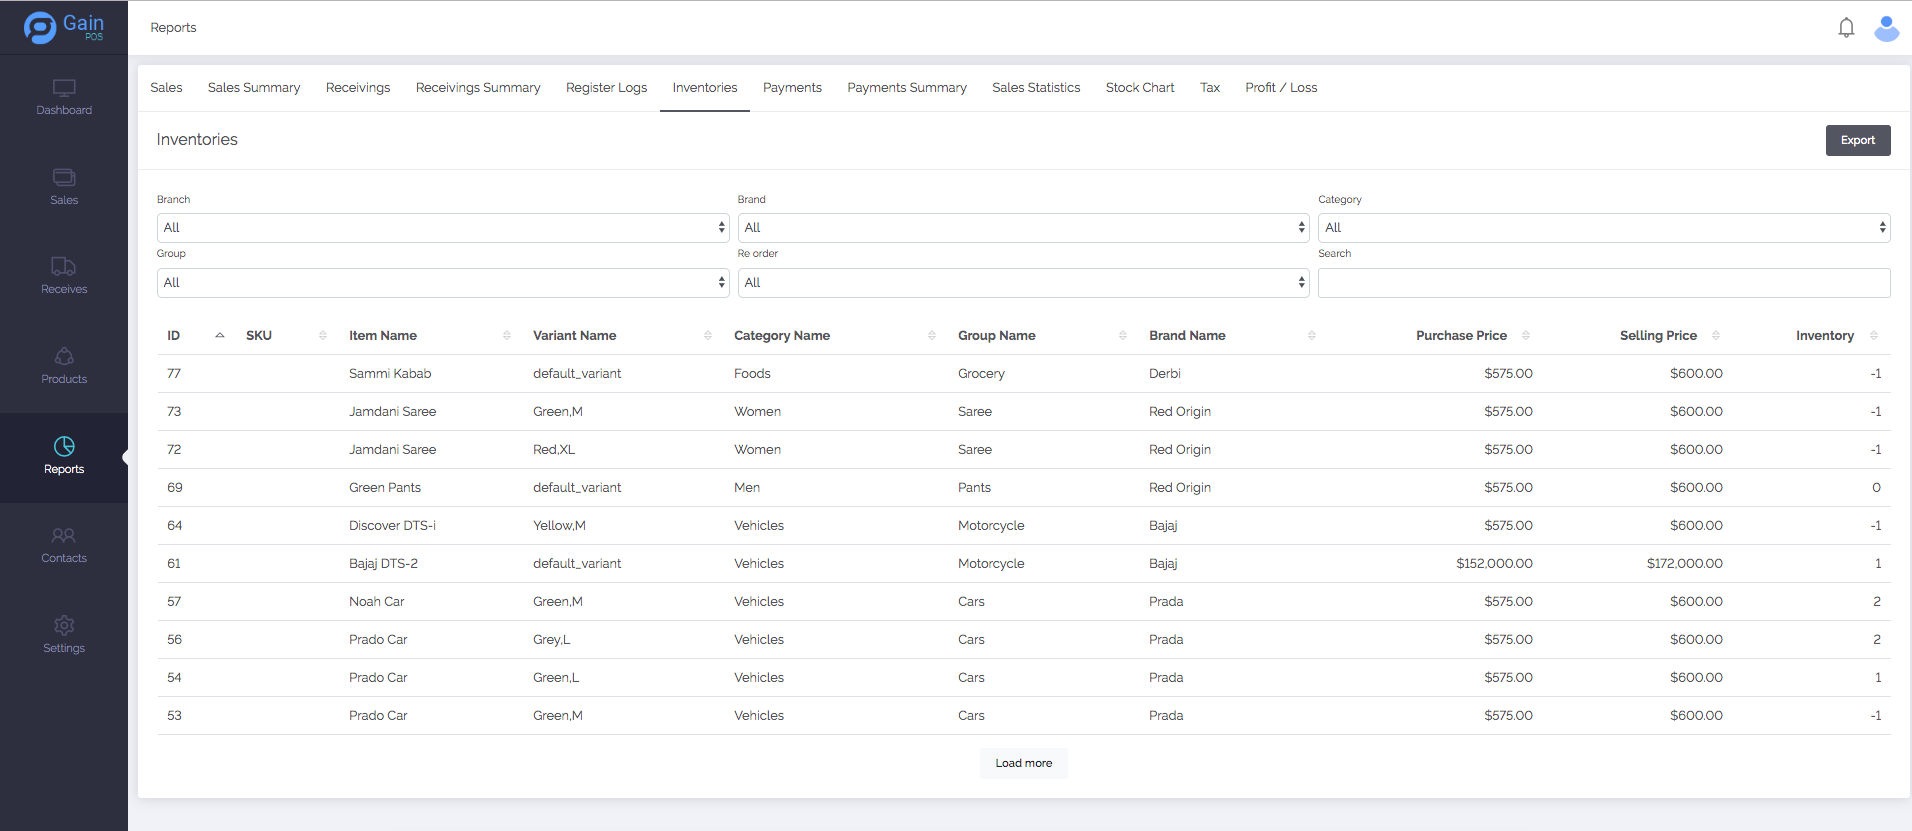 Gain
POS
Reports
Dashboard
Sales
Receives
Products
Reports
Contacts
Settings
Sales Sales Summary Receivings Receivings Summary Register Logs Inventories Payments Payments Summary Sales Statistics Stock Chart Tax Profit / Loss
Inventories Export
Branch Brand Category
All All All
Group Re order Search
All All
ID SKU Item Name Variant Name Category Name Group Name Brand Name Purchase Price Selling Price Inventory
77 Sammi Kabab default_variant Foods Grocery Derbi $575.00 $600.00 -1
73 Jamdani Saree Green,M Women Saree Red Origin $575.00 $600.00 -1
72 Jamdani Saree Red,XL Women Saree Red Origin $575.00 $600.00 -1
69 Green Pants default_variant Men Pants Red Origin $575.00 $600.00 0
64 Discover DTS-i Yellow,M Vehicles Motorcycle Bajaj $575.00 $600.00 -1
61 Bajaj DTS-2 default_variant Vehicles Motorcycle Bajaj $152,000.00 $172,000.00 1
57 Noah Car Green,M Vehicles Cars Prada $575.00 $600.00 2
56 Prado Car Grey,L Vehicles Cars Prada $575.00 $600.00 2
54 Prado Car Green,L Vehicles Cars Prada $575.00 $600.00 1
53 Prado Car Green,M Vehicles Cars Prada $575.00 $600.00 -1
Load more